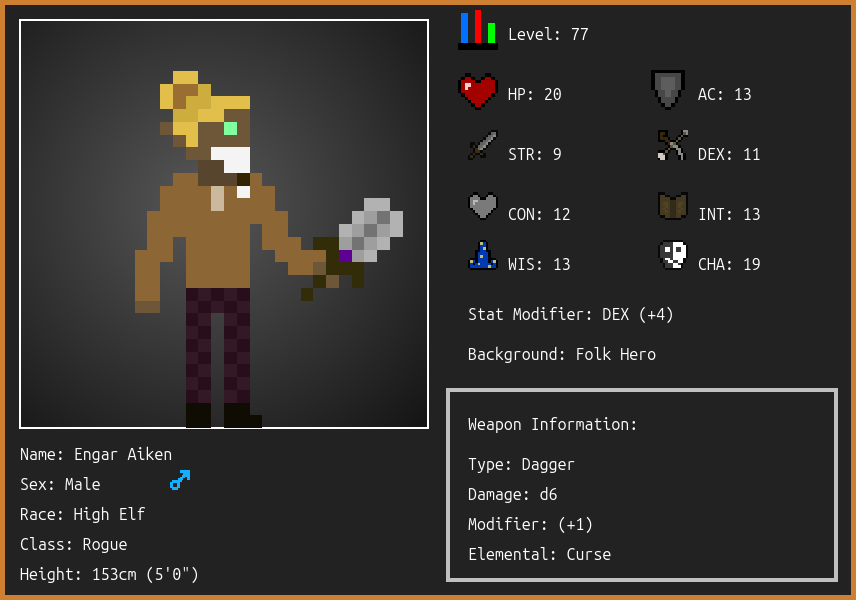 Level: 77
HP: 20
AC: 13
STR: 9
DEX: 11
CON: 12
INT: 13
WIS: 13
CHA: 19
Stat Modifier: DEX (+4)
Background: Folk Hero
Weapon Information:
Type: Dagger
Damage: d6
Modifier: (+1)
Elemental: Curse
Name: Engar Aiken
Sex: Male
Race: High Elf
Class: Rogue
Height: 153cm (5'0")